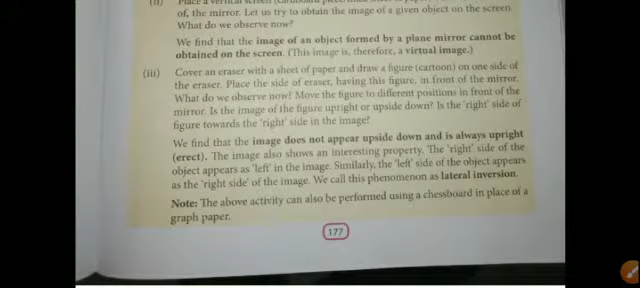 (ii) Place a vertical screen
of, the mirror. Let us try to obtain the image of a given object on the screen.
What do we observe now?
We find that the image of an object formed by a plane mirror cannot be
obtained on the screen. (This image is, therefore, a virtual image.)
(iii) Cover an eraser with a sheet of paper and draw a figure (cartoon) on one side of
the eraser. Place the side of eraser, having this figure, in front of the mirror.
What do we observe now? Move the figure to different positions in front of the
mirror. Is the image of the figure upright or upside down? Is the 'right' side of
figure towards the 'right' side in the image?
We find that the image does not appear upside down and is always upright
(erect). The image also shows an interesting property. The 'right' side of the
object appears as 'left' in the image. Similarly, the 'left' side of the object appears
as the 'right side' of the image. We call this phenomenon as lateral inversion.
Note: The above activity can also be performed using a chessboard in place of a
graph paper.
177